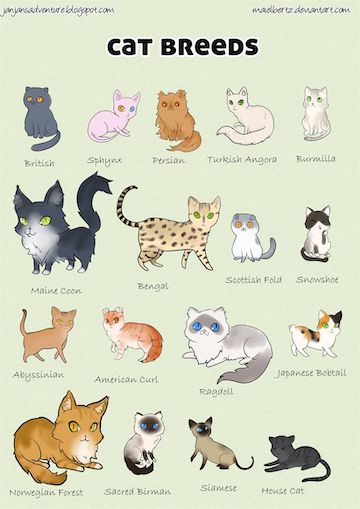 janjansadventure.blogspot.com
maelbertz.deviantart.com
CAT BREEDS
British
Sphynx
Persian
Turkish Angora
Burmilla
Maine Coon
Bengal
Scottish Fold
Snowshoe
Abyssinian
American Curl
Ragdoll
Japanese Bobtail
Norwegian Forest
Sacred Birman
Siamese
House Cat